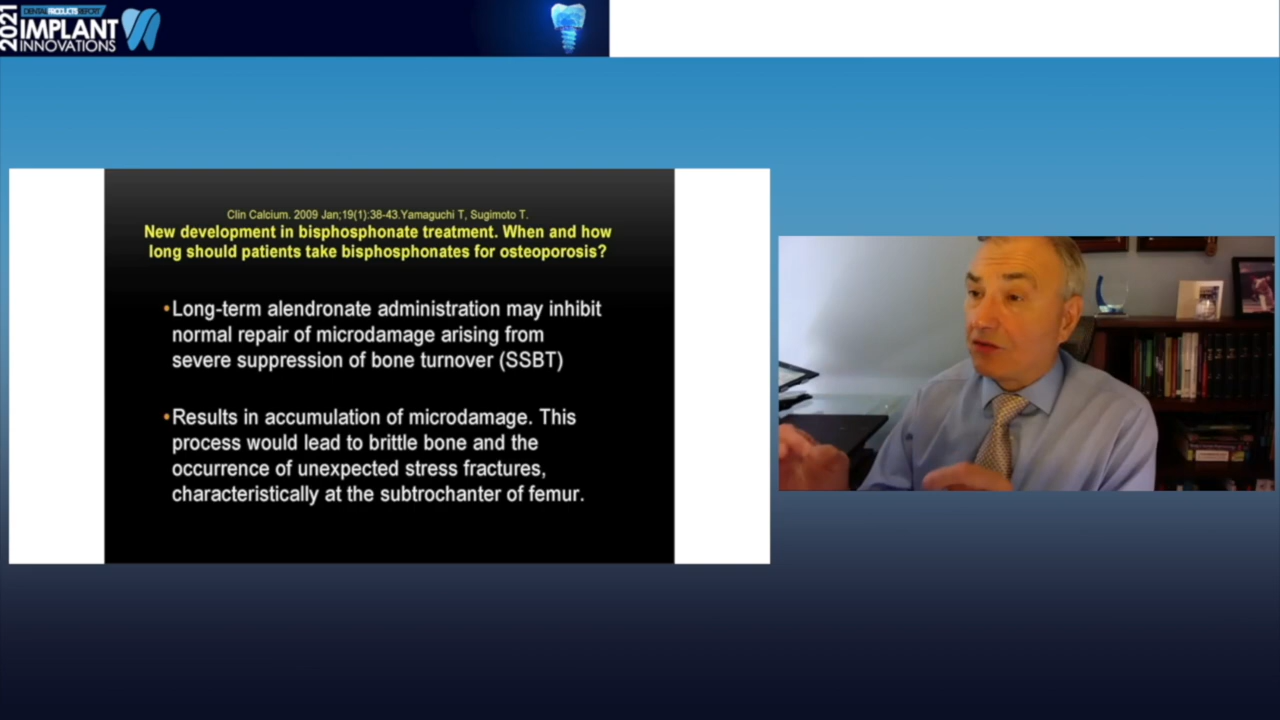 2021
DENTAL PRODUCTS REPORT
IMPLANT
INNOVATIONS
Clin Calcium. 2009 Jan;19(1):38-43.Yamaguchi T, Sugimoto T.
New development in bisphosphonate treatment. When and how
long should patients take bisphosphonates for osteoporosis?
•Long-term alendronate administration may inhibit
normal repair of microdamage arising from
severe suppression of bone turnover (SSBT)
•Results in accumulation of microdamage. This
process would lead to brittle bone and the
occurrence of unexpected stress fractures,
characteristically at the subtrochanter of femur.